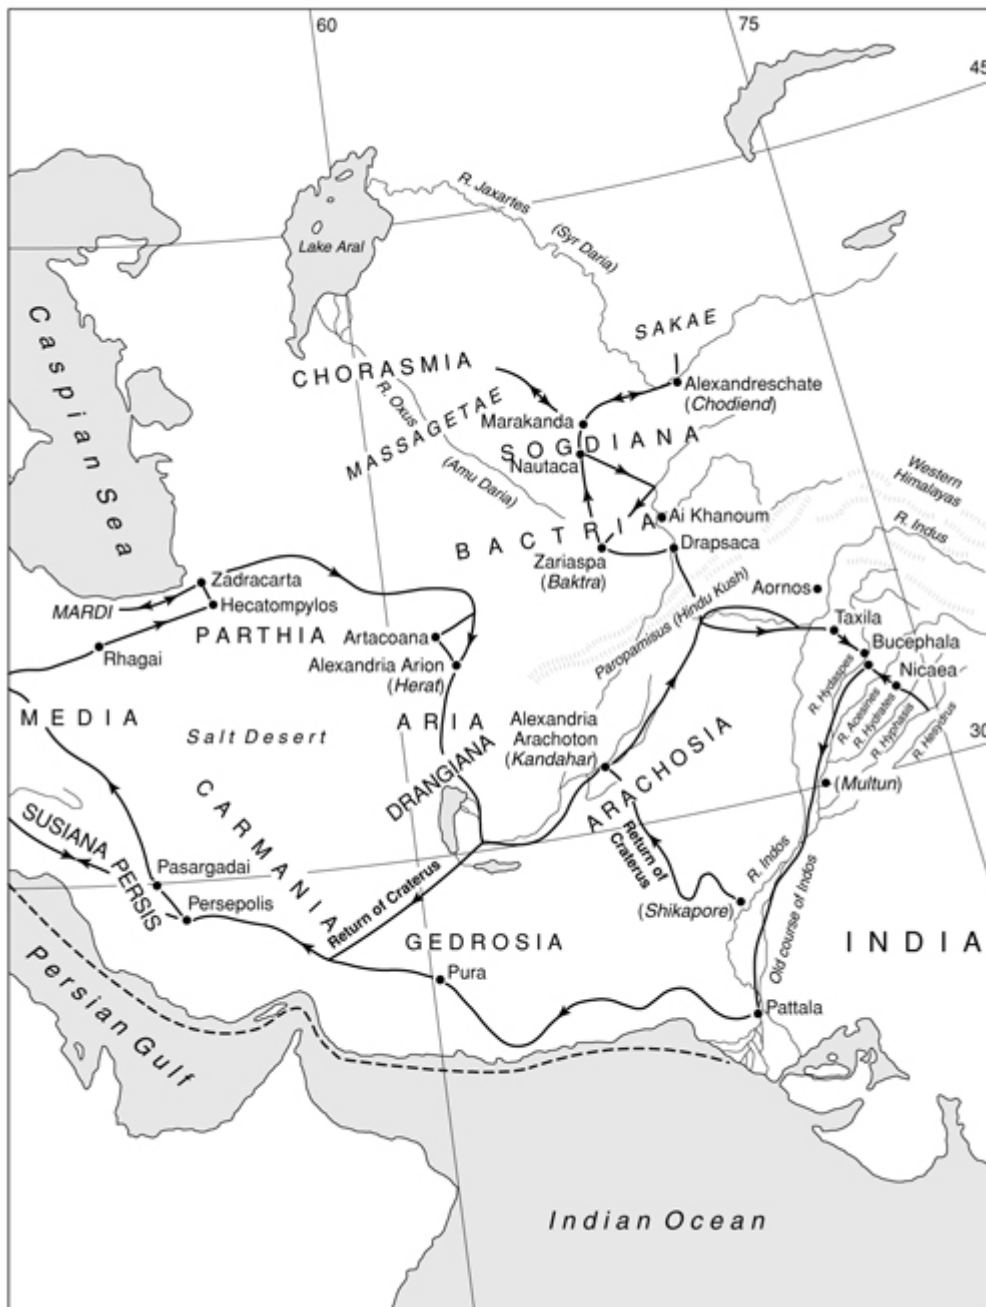 60
75
45
R. Jaxartes
(Syr Daria)
Lake Aral
SAKAE
Caspian Sea
CHORASMIA
Alexandreschate
(Chodiend)
R. Oxus
MASSAGETAE
Marakanda
SOGDIANA
Nautaca
(Amu Daria)
Western
Himalayas
R. Indus
Ai Khanoum
BACTRIA
Drapsaca
Zariaspa
(Baktra)
Zadracarta
MARDI
Hecatompylos
Aornos
PARTHIA
Artacoana
Taxila
Rhagai
Alexandria Arion
(Herat)
Paropamisus (Hindu Kush)
Bucephala
Nicaea
R. Hydaspes
R. Acesines
R. Hydrates
R. Hyphasis
R. Hesydrus
MEDIA
Salt Desert
ARIA
Alexandria
Arachoton
(Kandahar)
30
DRANGIANA
ARACHOSIA
(Multun)
CARMANIA
SUSIANA
PERSIS
Return of
Craterus
R. Indos
Pasargadai
Persepolis
Return of Craterus
(Shikapore)
Old course of Indos
GEDROSIA
INDIA
Pura
Persian Gulf
Pattala
Indian Ocean